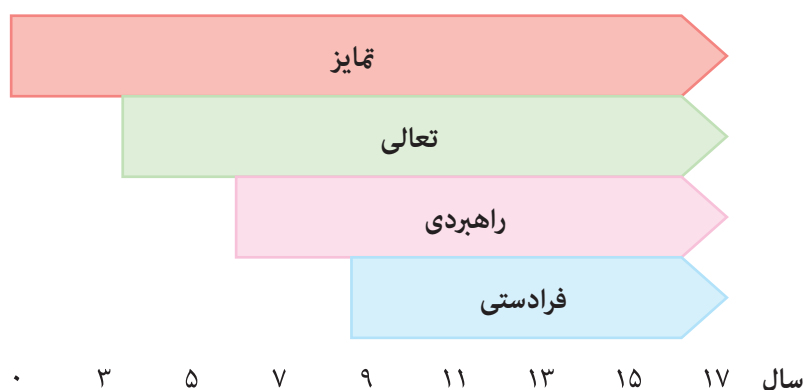 تمایز
تعالی
راهبردی
فرادستی
۰ ۳ ۵ ۷ ۹ ۱۱ ۱۳ ۱۵ ۱۷ سال